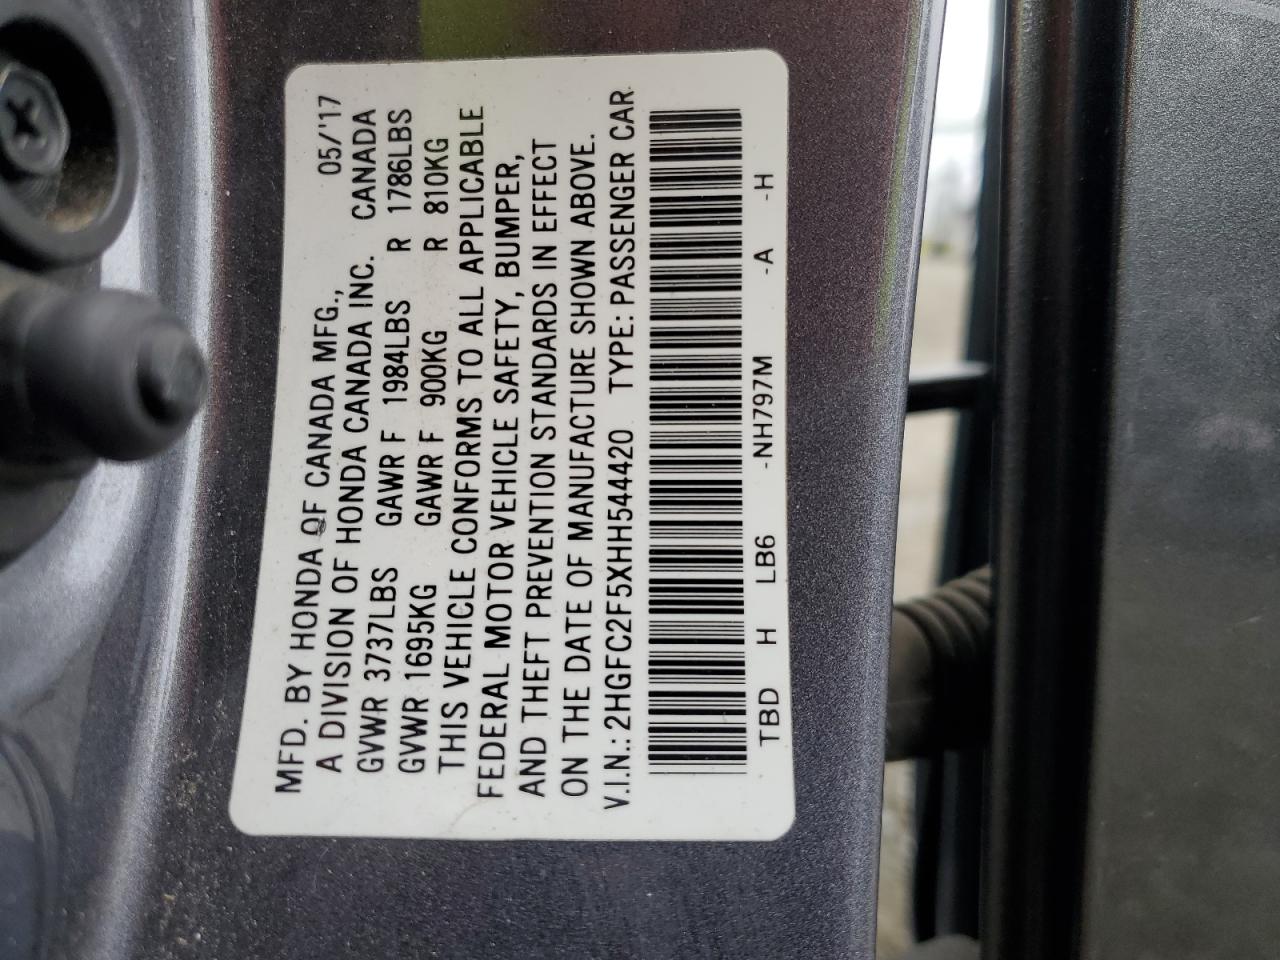 MFD. BY HONDA OF CANADA MFG., 05/'17
A DIVISION OF HONDA CANADA INC. CANADA
GVWR 3737LBS GAWR F 1984LBS R 1786LBS
GVWR 1695KG GAWR F 900KG R 810KG
THIS VEHICLE CONFORMS TO ALL APPLICABLE
FEDERAL MOTOR VEHICLE SAFETY, BUMPER,
AND THEFT PREVENTION STANDARDS IN EFFECT
ON THE DATE OF MANUFACTURE SHOWN ABOVE.
V.I.N.: 2HGFC2F5XHH544420 TYPE: PASSENGER CAR
TBD H LB6 -NH797M -A -H